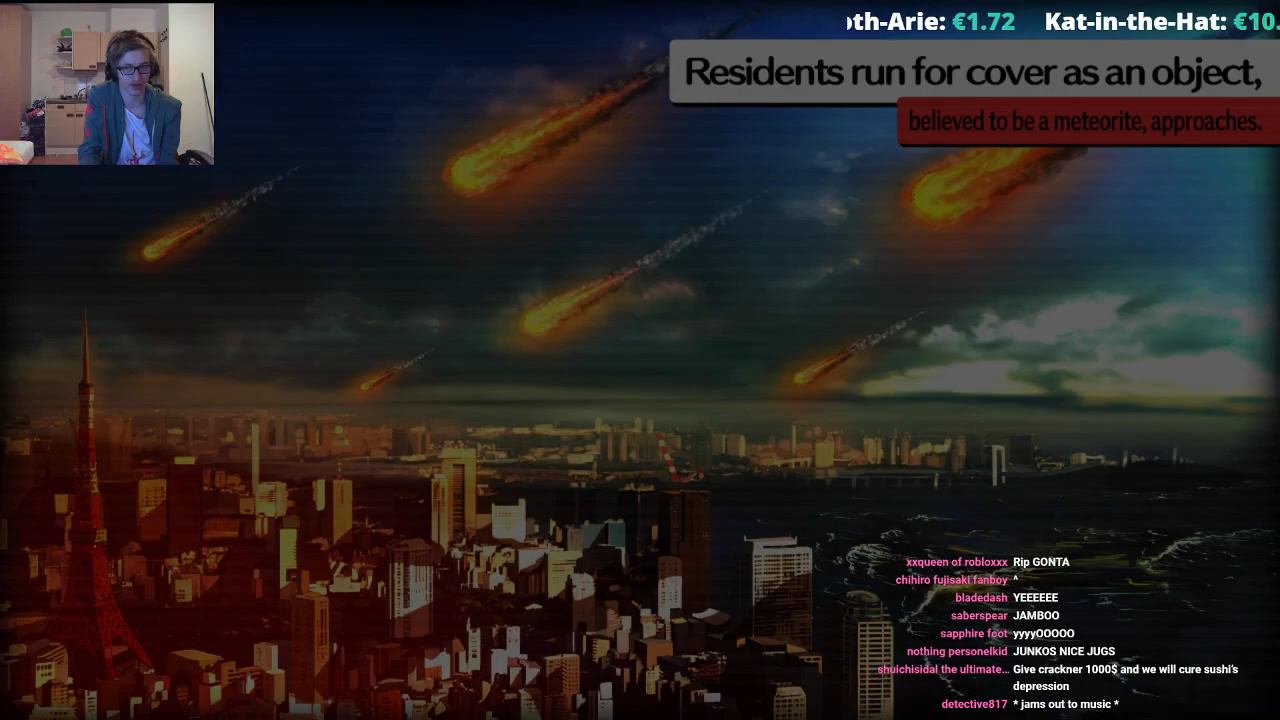 oth-Arie: €1.72 Kat-in-the-Hat: €10.
Residents run for cover as an object,
believed to be a meteorite, approaches.
xxqueen of robloxxx Rip GONTA
chihiro fujisaki fanboy ^
bladedash YEEEEEE
saberspear JAMBOO
sapphire foot yyyyOOOOO
nothing personelkid JUNKOS NICE JUGS
shuichisidal the ultimate… Give crackner 1000$ and we will cure sushi's
depression
detective817 * jams out to music *